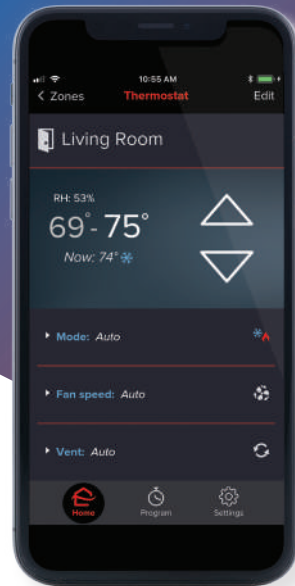 10:55 AM
< Zones Thermostat Edit
Living Room
RH: 53%
69°- 75°
Now: 74°
Mode: Auto
Fan speed: Auto
Vent: Auto
Home Program Settings